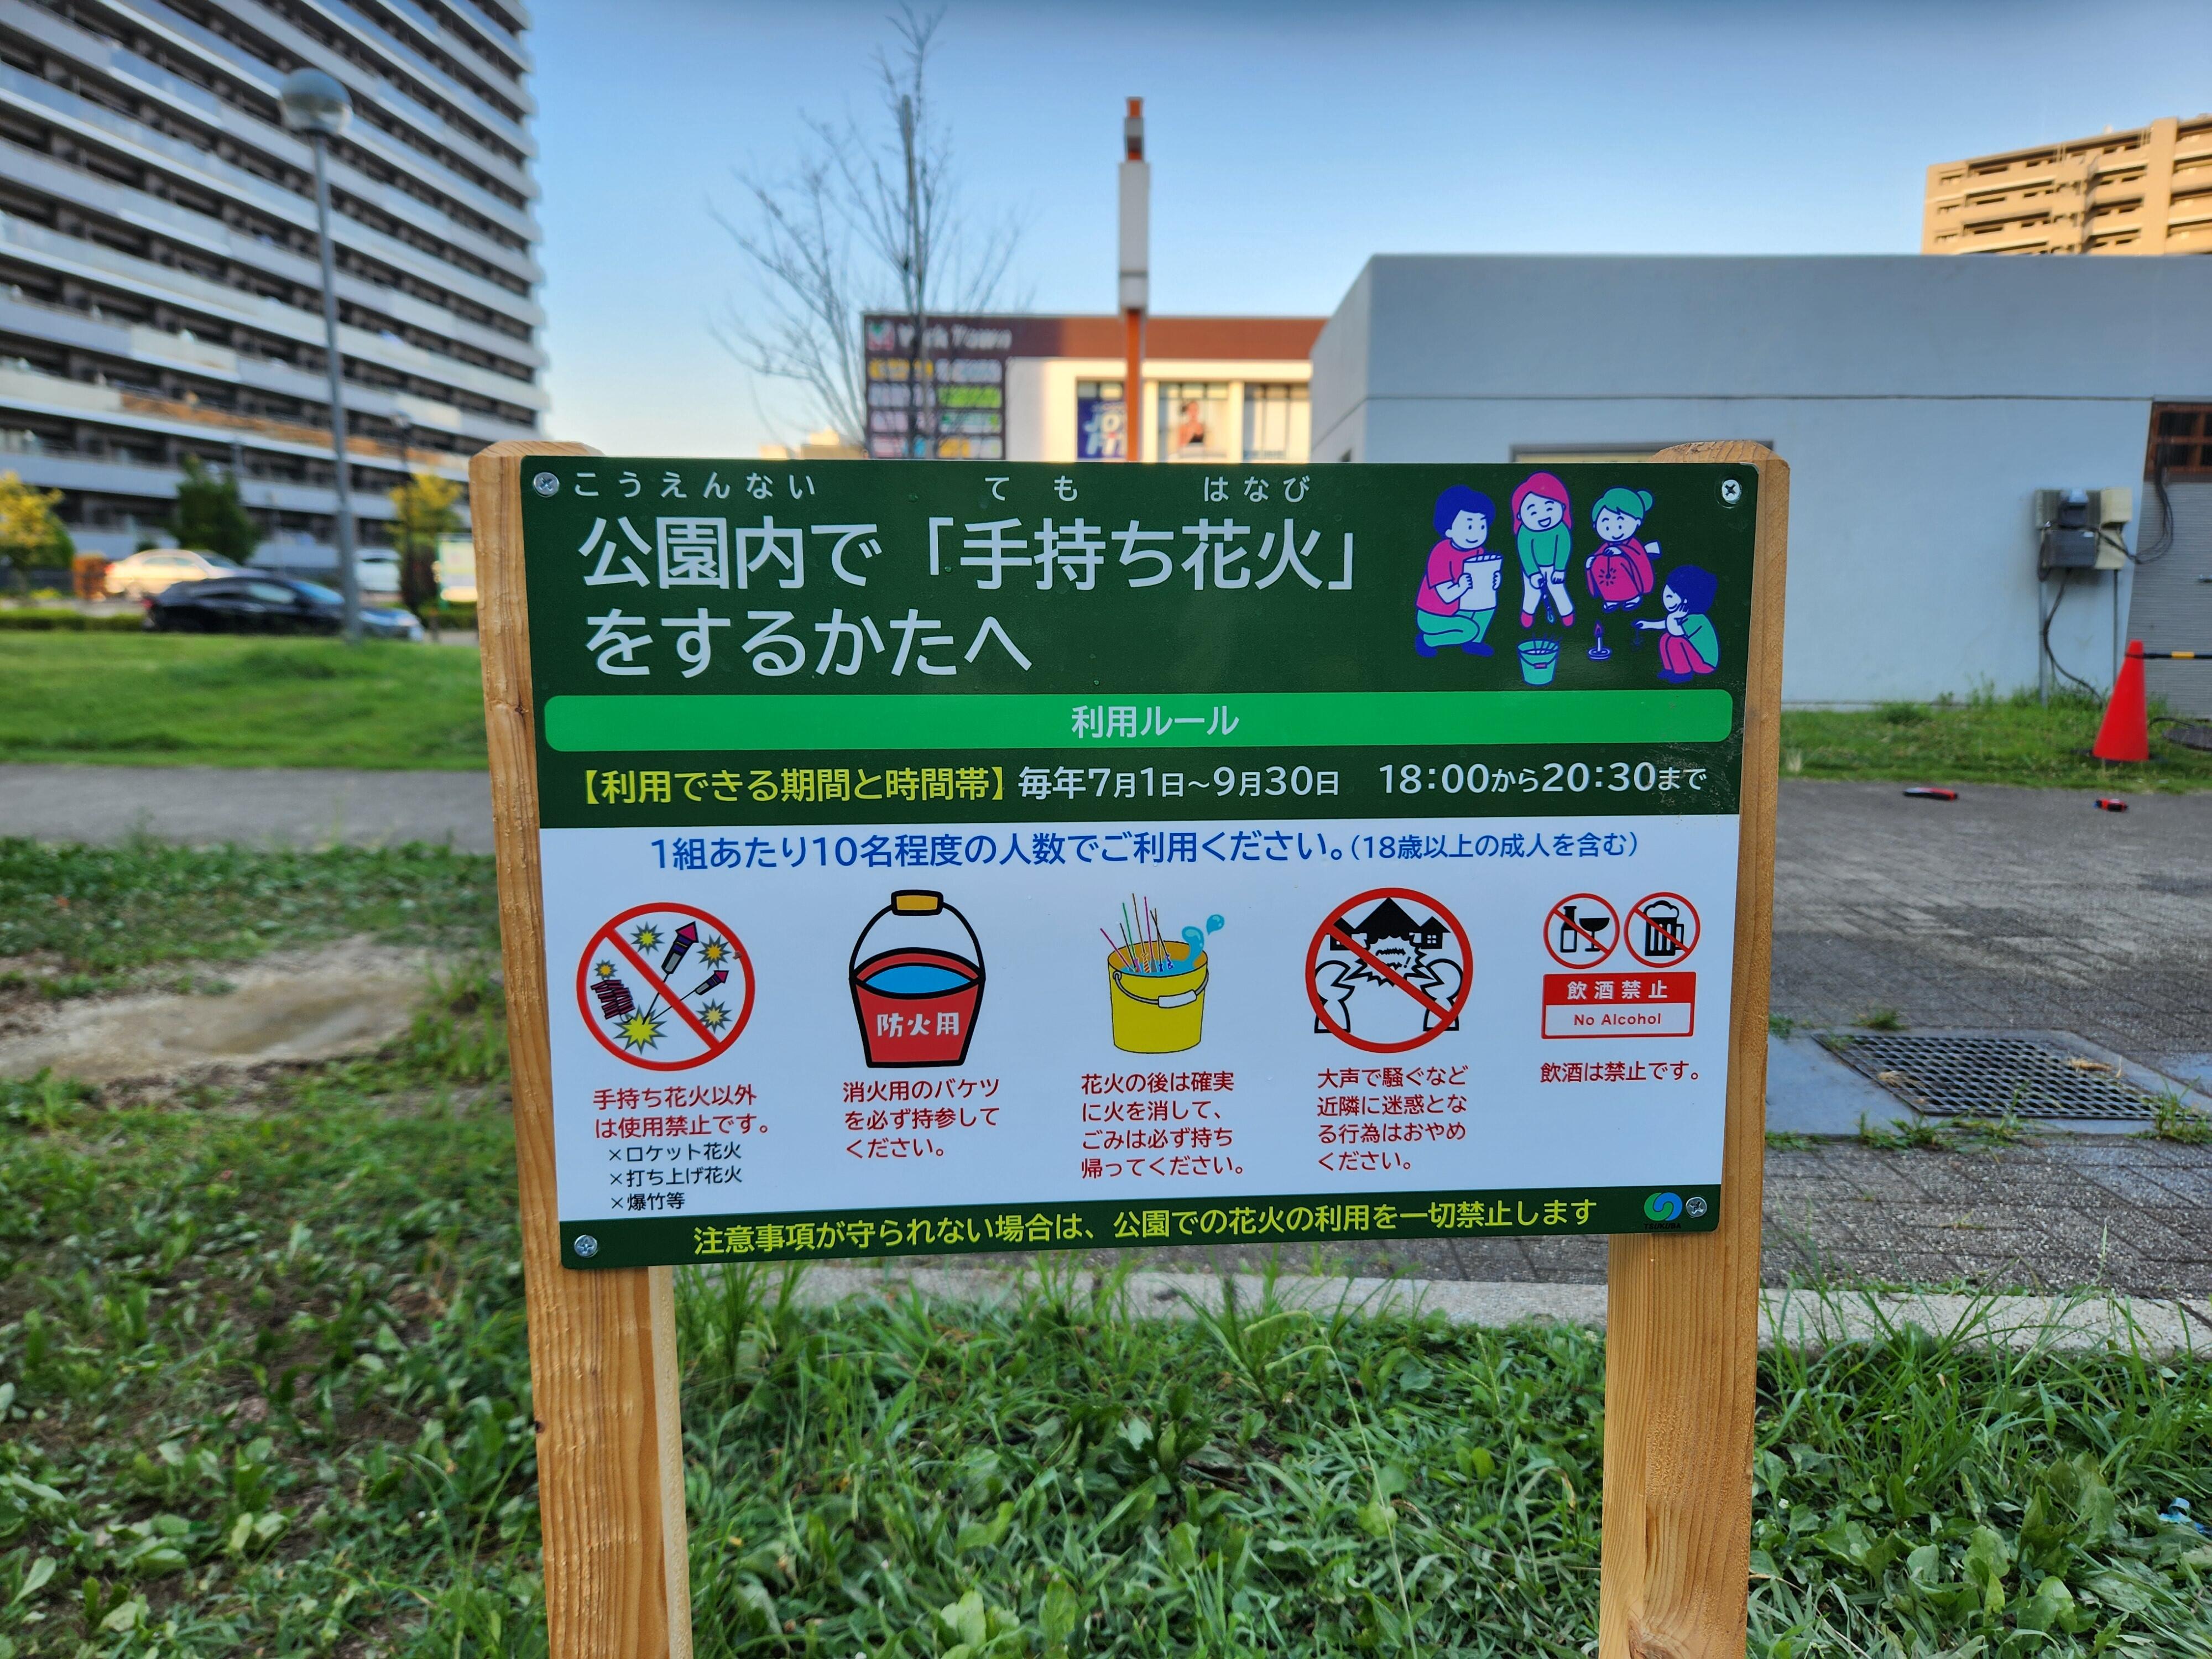 York Town
JOY
FIT
こうえんない て も はなび
公園内で「手持ち花火」
をするかたへ
利用ルール
【利用できる期間と時間帯】毎年7月1日～9月30日 18:00から20:30まで
1組あたり10名程度の人数でご利用ください。(18歳以上の成人を含む)
手持ち花火以外
は使用禁止です。
×ロケット花火
×打ち上げ花火
×爆竹等
防火用
消火用のバケツ
を必ず持参して
ください。
花火の後は確実
に火を消して、
ごみは必ず持ち
帰ってください。
大声で騒ぐなど
近隣に迷惑とな
る行為はおやめ
ください。
飲酒禁止
No Alcohol
飲酒は禁止です。
注意事項が守られない場合は、公園での花火の利用を一切禁止します
TSUKUBA